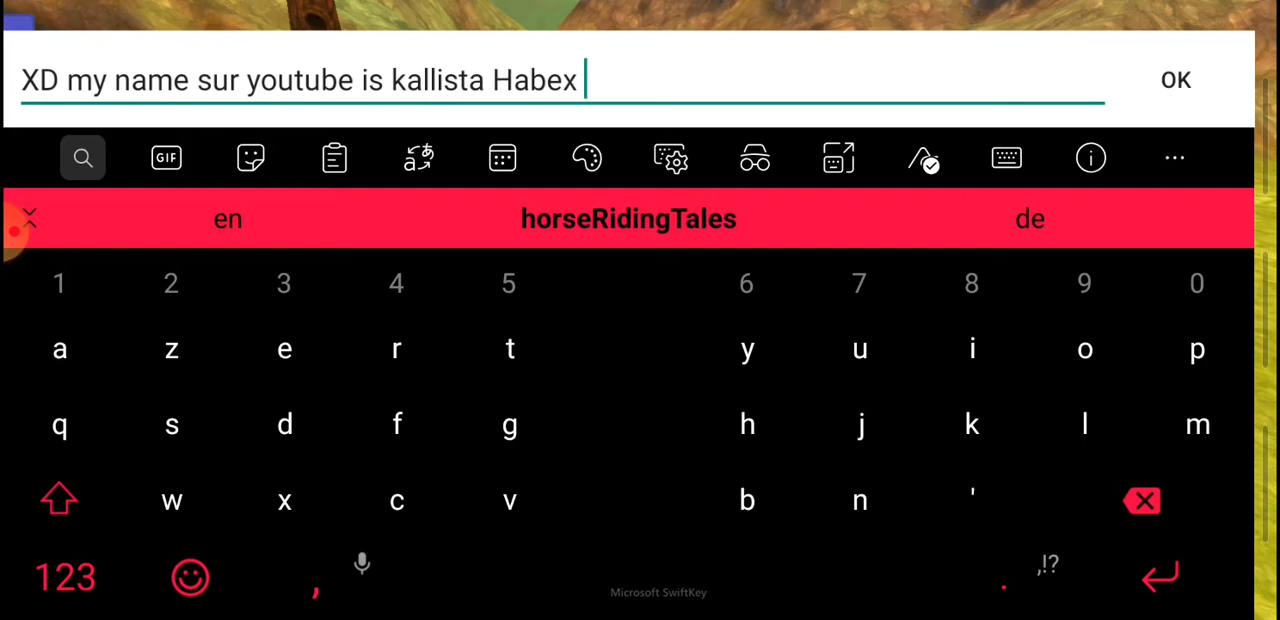 XD my name sur youtube is kallista Habex
OK
GIF
en horseRidingTales de
1 2 3 4 5 6 7 8 9 0
a z e r t y u i o p
q s d f g h j k l m
w x c v b n '
123 , Microsoft SwiftKey . ,!?